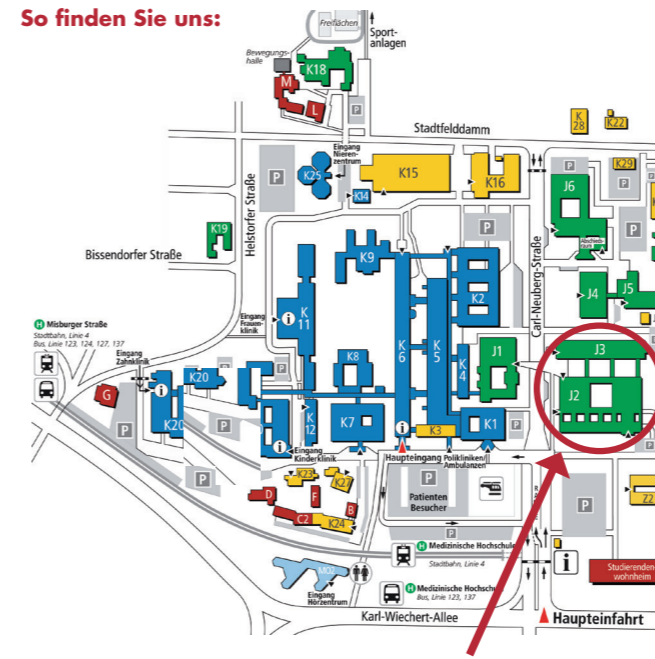 So finden Sie uns:
Freiflächen
Sport-
anlagen
Bewegungs-
halle
K18
M
L
P
Stadtfelddamm
K
28
K22
Eingang
Nieren-
zentrum
K25
K14
K15
K16
P
K29
J6
P
P
P
P
Helstorfer Straße
K19
Bissendorfer Straße
Abschieds-
raum
Carl-Neuberg-Straße
K9
K2
P
J4
J5
H Misburger Straße
Stadtbahn, Linie 4
Bus, Linie 123, 124, 127, 137
Eingang
Frauen-
klinik
i
K
11
K
6
K
5
K
4
J1
J3
J2
Eingang
Zahnklinik
i
K20
K20
G
P
P
P
K8
K7
K
12
i
i
K3
K1
P
Eingang
Kinderklinik
Haupteingang
Polikliniken/
Ambulanzen
P
Patienten
Besucher
P
P
K23
K27
D
F
B
C2
K24
P
Z2
H Medizinische Hochschule
Stadtbahn, Linie 4
i
Studierenden-
wohnheim
Eingang
Hörzentrum
H Medizinische Hochschul
Bus, Linie 123, 137
Karl-Wiechert-Allee
Haupteinfahrt